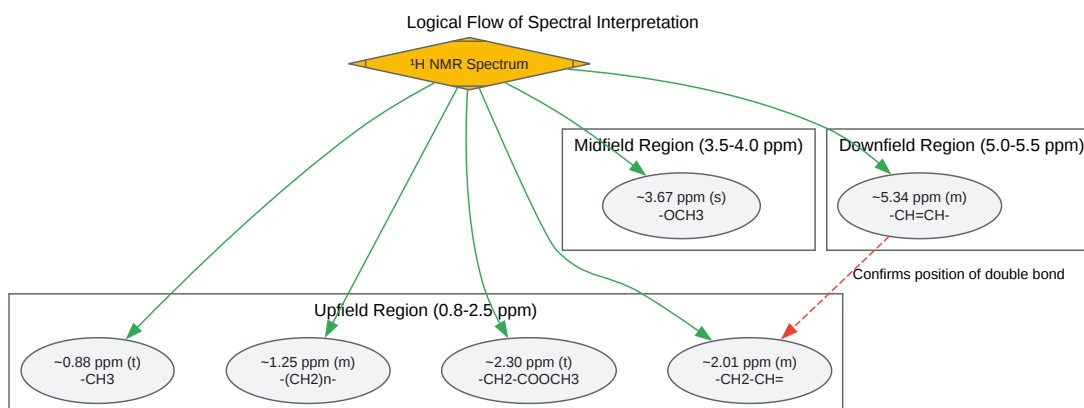 Logical Flow of Spectral Interpretation
¹H NMR Spectrum
Midfield Region (3.5-4.0 ppm)
~3.67 ppm (s)
-OCH3
Downfield Region (5.0-5.5 ppm)
~5.34 ppm (m)
-CH=CH-
Confirms position of double bond
Upfield Region (0.8-2.5 ppm)
~0.88 ppm (t)
-CH3
~1.25 ppm (m)
-(CH2)n-
~2.30 ppm (t)
-CH2-COOCH3
~2.01 ppm (m)
-CH2-CH=